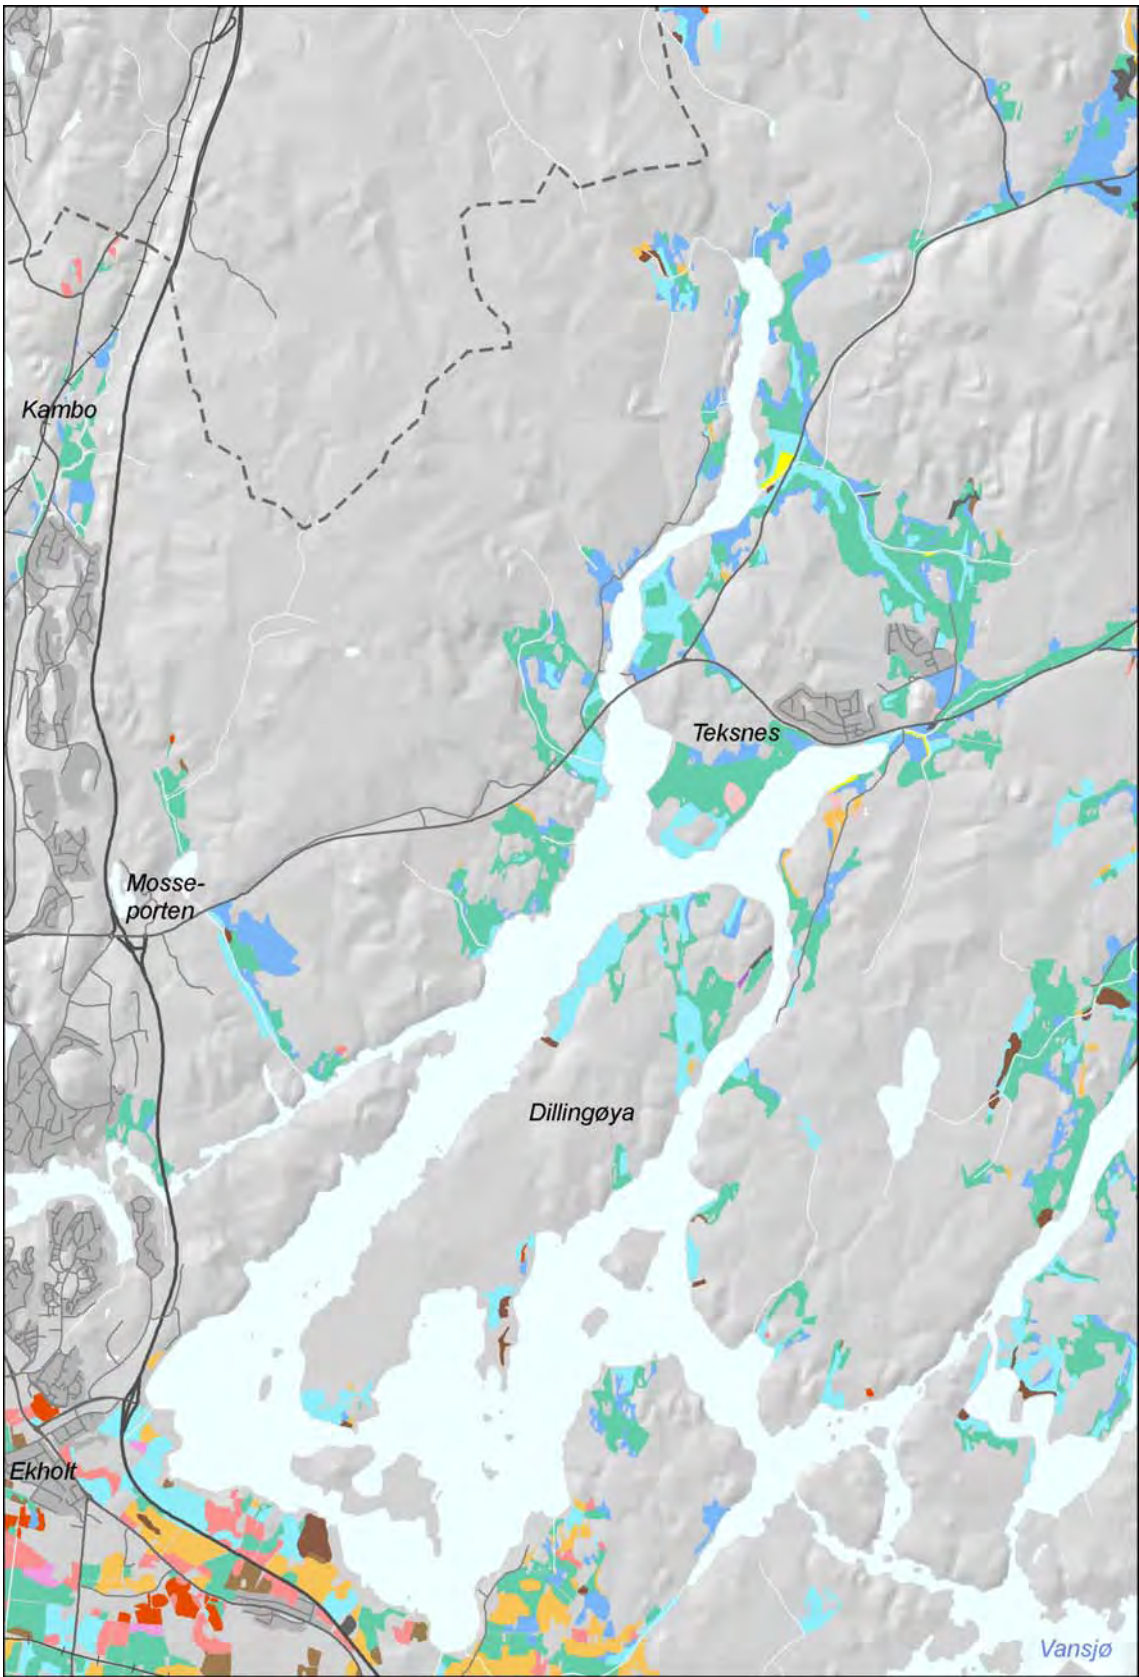 Kambo
Teksnes
Mosse-
porten
Dillingøya
Ekholt
Vansjø